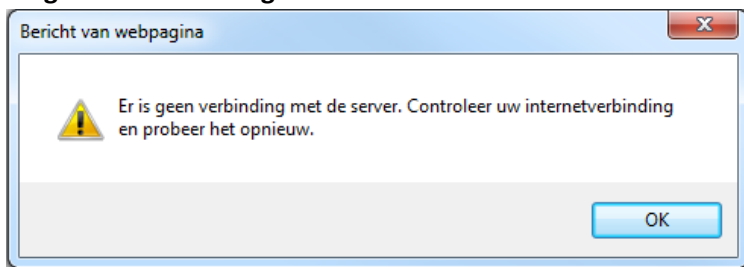 Bericht van webpagina
Er is geen verbinding met de server. Controleer uw internetverbinding
en probeer het opnieuw.
OK